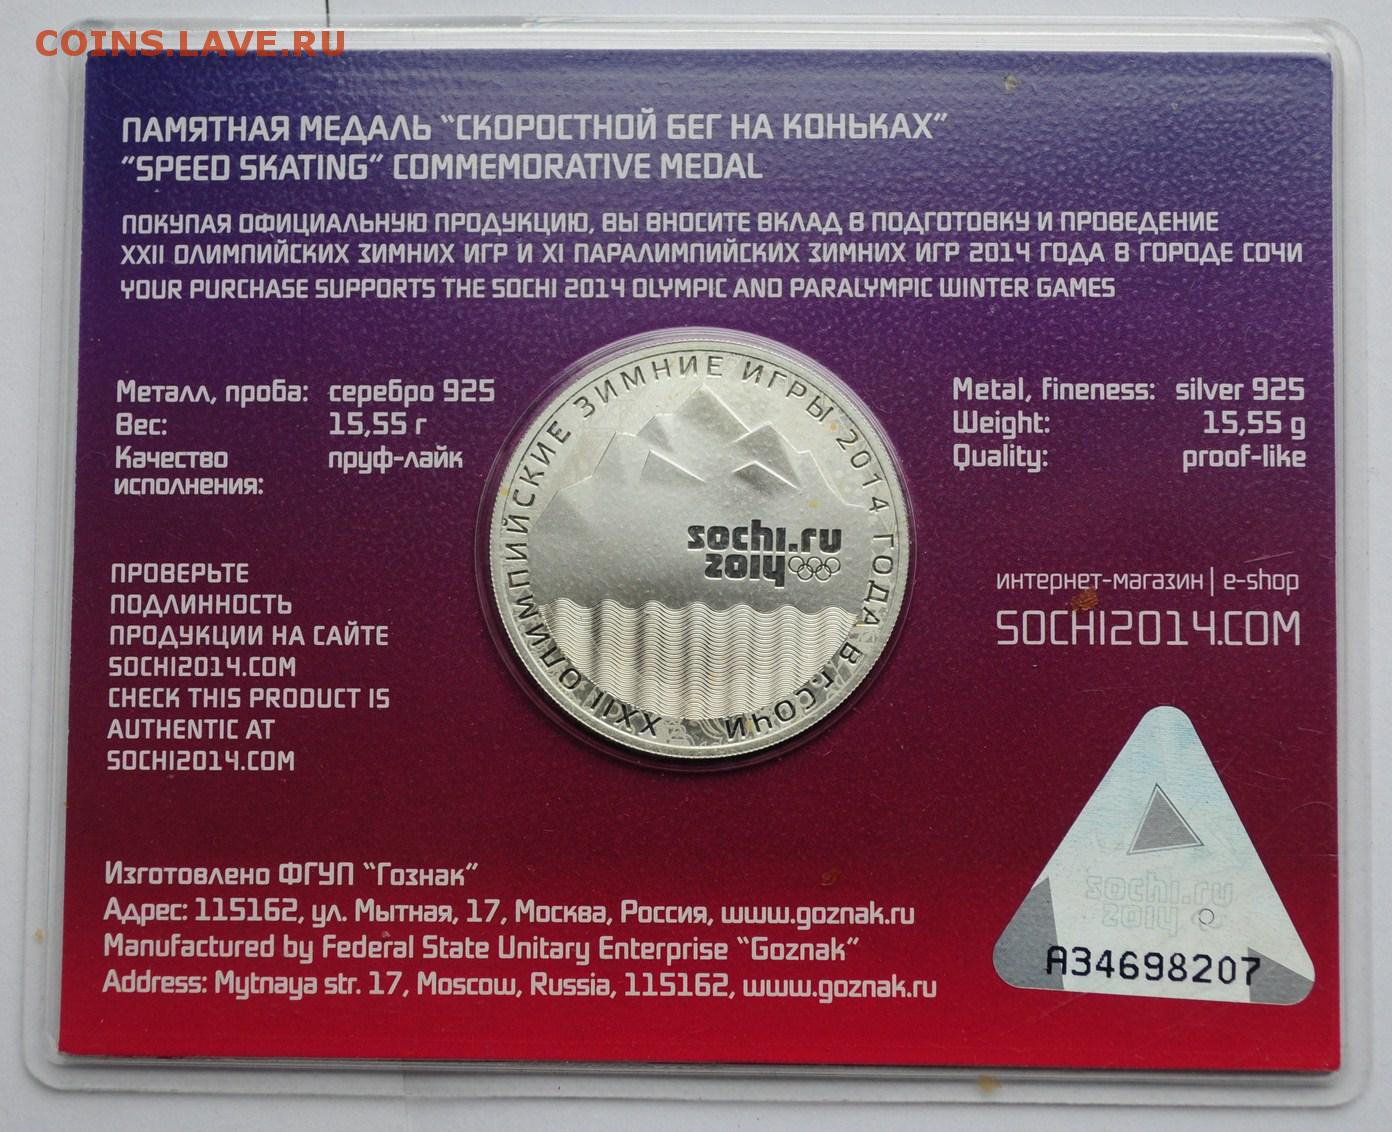 COINS.LAVE.RU
ПАМЯТНАЯ МЕДАЛЬ "СКОРОСТНОЙ БЕГ НА КОНЬКАХ"
"SPEED SKATING" COMMEMORATIVE MEDAL
ПОКУПАЯ ОФИЦИАЛЬНУЮ ПРОДУКЦИЮ, ВЫ ВНОСИТЕ ВКЛАД В ПОДГОТОВКУ И ПРОВЕДЕНИЕ
XXII ОЛИМПИЙСКИХ ЗИМНИХ ИГР И XI ПАРАЛИМПИЙСКИХ ЗИМНИХ ИГР 2014 ГОДА В ГОРОДЕ СОЧИ
YOUR PURCHASE SUPPORTS THE SOCHI 2014 OLYMPIC AND PARALYMPIC WINTER GAMES
Металл, проба: серебро 925
Вес: 15,55 г
Качество пруф-лайк
исполнения:
XXII ОЛИМПИЙСКИЕ ЗИМНИЕ ИГРЫ 2014 ГОДА В Г.СОЧИ
sochi.ru
2014
Metal, fineness: silver 925
Weight: 15,55 g
Quality: proof-like
ПРОВЕРЬТЕ
ПОДЛИННОСТЬ
ПРОДУКЦИИ НА САЙТЕ
SOCHI2014.COM
CHECK THIS PRODUCT IS
AUTHENTIC AT
SOCHI2014.COM
интернет-магазин | e-shop
SOCHI2014.COM
Изготовлено ФГУП "Гознак"
Адрес: 115162, ул. Мытная, 17, Москва, Россия, www.goznak.ru
Manufactured by Federal State Unitary Enterprise "Goznak"
Address: Mytnaya str. 17, Moscow, Russia, 115162, www.goznak.ru
sochi.ru
2014
A34698207